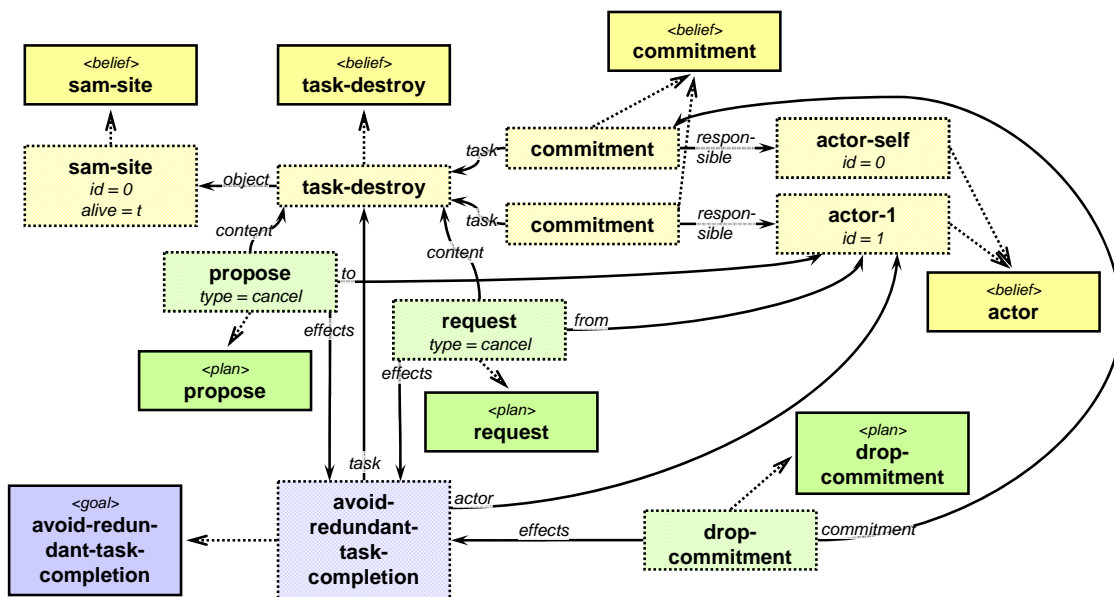 <belief>
sam-site
<belief>
task-destroy
<belief>
commitment
sam-site
id = 0
alive = t
object
task-destroy
task
commitment
respon-
sible
actor-self
id = 0
task
commitment
respon-
sible
actor-1
id = 1
content
content
propose
type = cancel
to
<belief>
actor
request
type = cancel
from
effects
effects
<plan>
propose
<plan>
request
<plan>
drop-
commitment
task
<goal>
avoid-redun-
dant-task-
completion
avoid-
redundant-
task-
completion
actor
effects
drop-
commitment
commitment